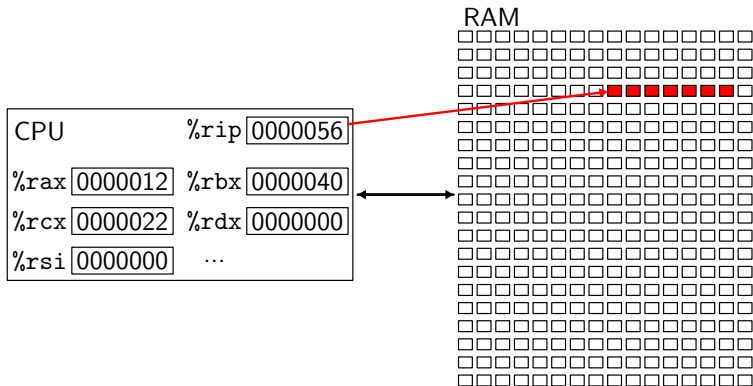 RAM
CPU %rip 0000056
%rax 0000012 %rbx 0000040
%rcx 0000022 %rdx 0000000
%rsi 0000000 ...